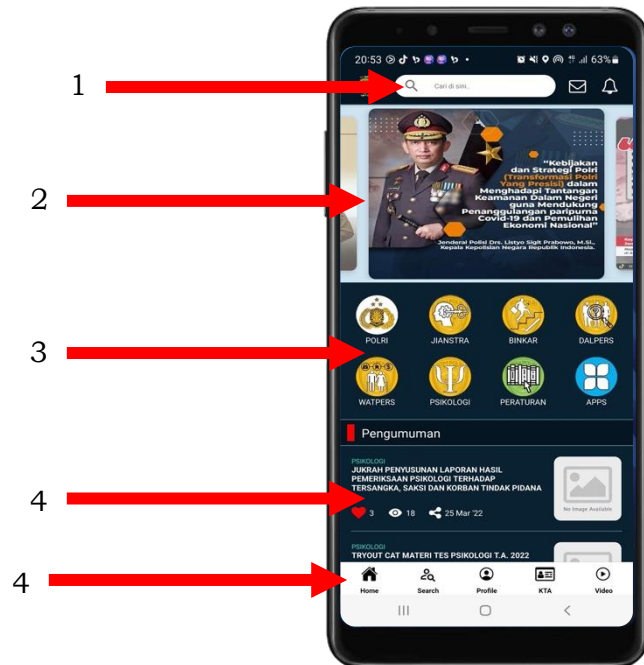 20:53
63%
1
Cari di sini..
2
"Kebijakan
dan Strategi Polri
(Transformasi Polri
Yang Presisi) dalam
Menghadapi Tantangan
Keamanan Dalam Negeri
guna Mendukung
Penanggulangan paripurna
Covid-19 dan Pemulihan
Ekonomi Nasional"
Jenderal Polisi Drs. Listyo Sigit Prabowo, M.Si.,
Kepala Kepolisian Negara Republik Indonesia.
3
POLRI JIANSTRA BINKAR DALPERS
WATPERS PSIKOLOGI PERATURAN APPS
Pengumuman
PSIKOLOGI
JUKRAH PENYUSUNAN LAPORAN HASIL
PEMERIKSAAN PSIKOLOGI TERHADAP
TERSANGKA, SAKSI DAN KORBAN TINDAK PIDANA
No Image Available
4
3 18 25 Mar '22
PSIKOLOGI
TRYOUT CAT MATERI TES PSIKOLOGI T.A. 2022
4
Home Search Profile KTA Video